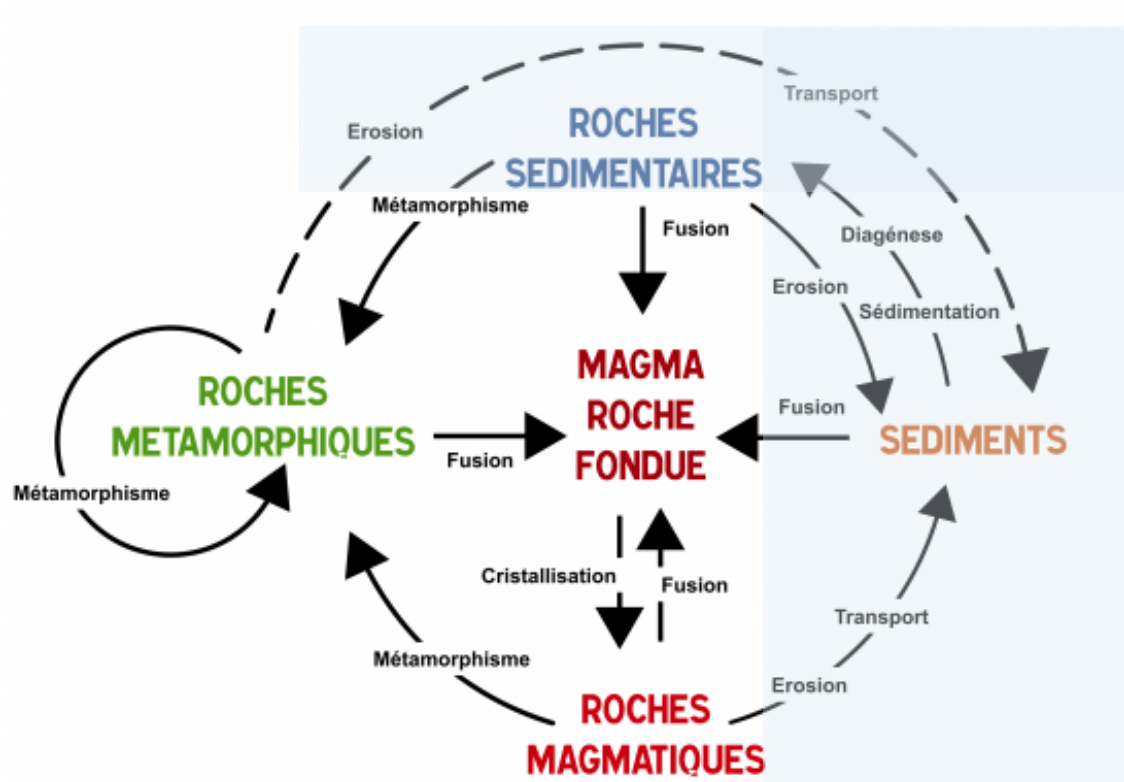 Transport
Erosion
ROCHES
SEDIMENTAIRES
Métamorphisme
Fusion
Diagénese
Erosion
Sédimentation
MAGMA
ROCHE
FONDUE
ROCHES
METAMORPHIQUES
Fusion
Fusion
SEDIMENTS
Métamorphisme
Cristallisation
Fusion
Transport
Métamorphisme
Erosion
ROCHES
MAGMATIQUES